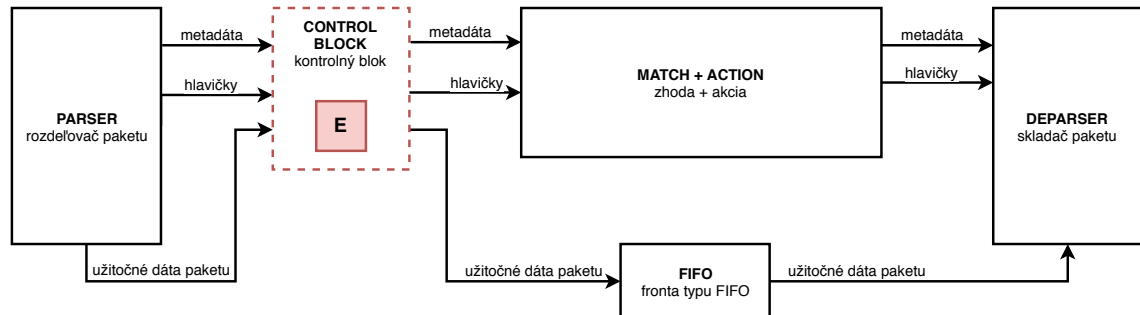 PARSER
rozdeľovač paketu
metadáta
hlavičky
užitočné dáta paketu
CONTROL
BLOCK
kontrolný blok
E
metadáta
hlavičky
užitočné dáta paketu
MATCH + ACTION
zhoda + akcia
FIFO
fronta typu FIFO
metadáta
hlavičky
užitočné dáta paketu
DEPARSER
skladač paketu